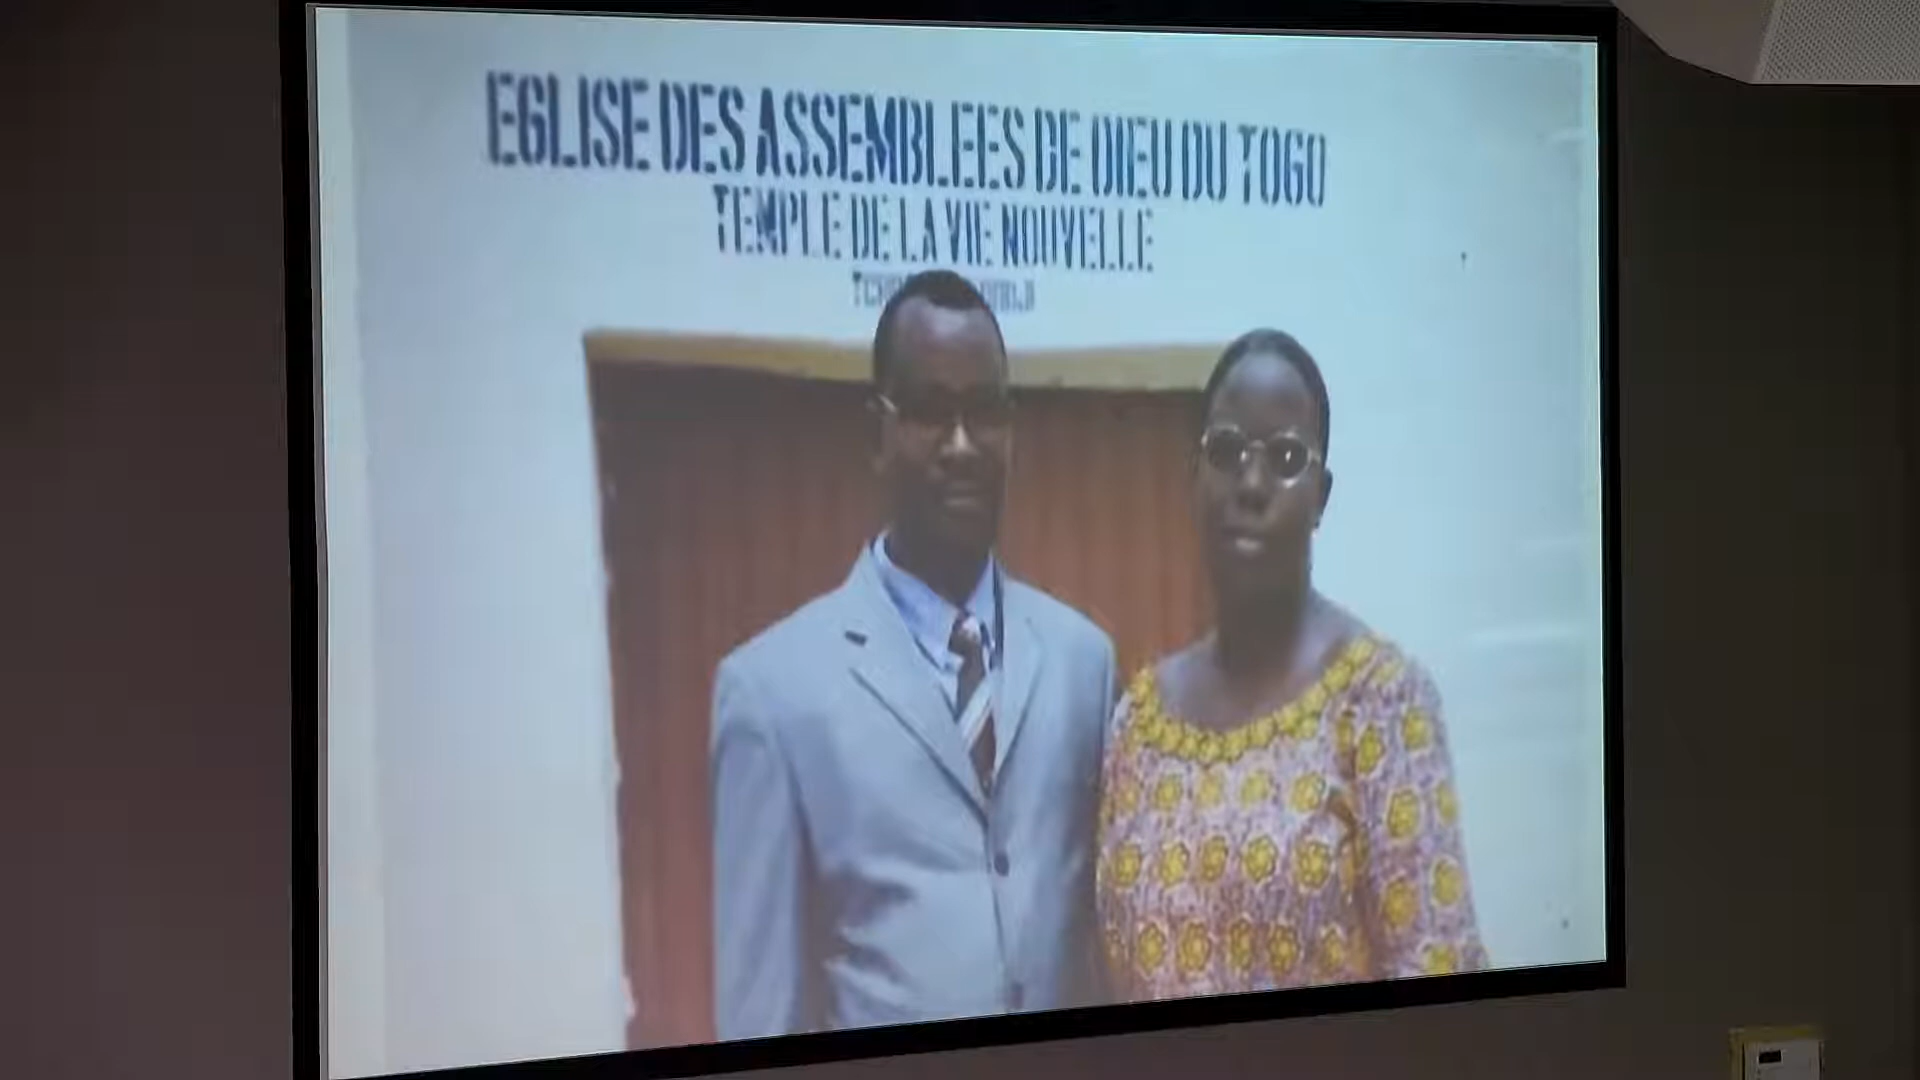 EGLISE DES ASSEMBLEES DE DIEU DU TOGO
TEMPLE DE LA VIE NOUVELLE